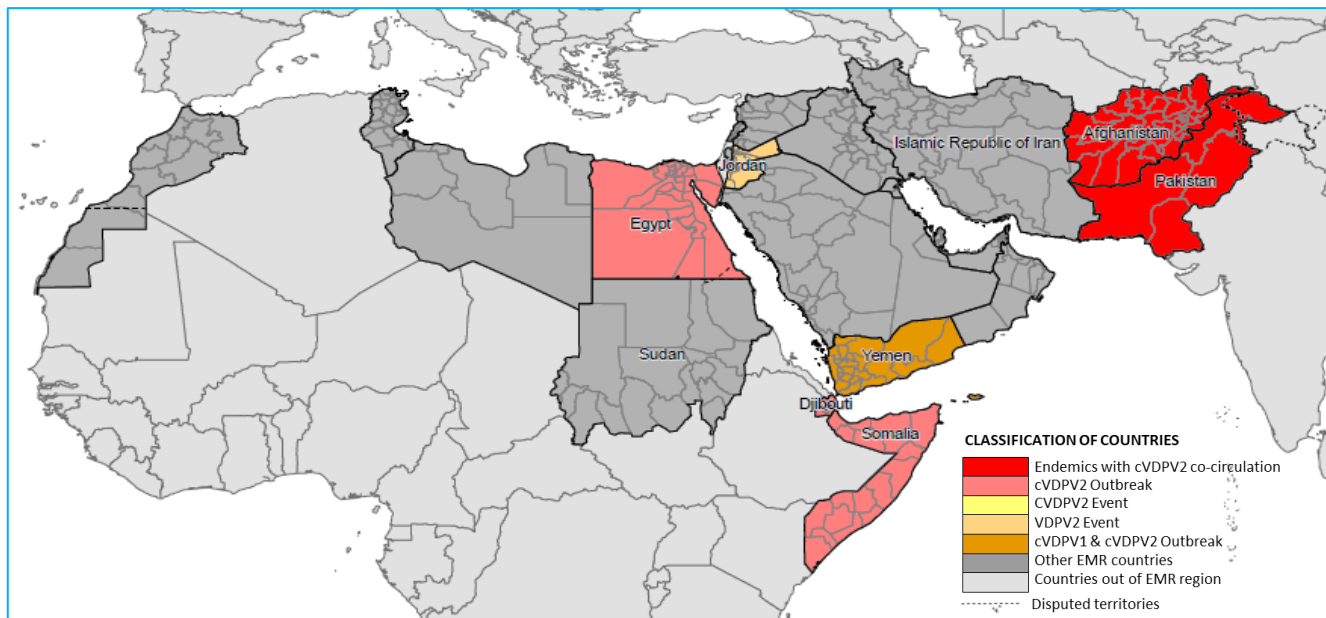 Islamic Republic of Iran
Afghanistan
Jordan
Pakistan
Egypt
Sudan
Yemen
Djibouti
Somalia
CLASSIFICATION OF COUNTRIES
Endemics with cVDPV2 co-circulation
cVDPV2 Outbreak
CVDPV2 Event
VDPV2 Event
cVDPV1 & cVDPV2 Outbreak
Other EMR countries
Countries out of EMR region
Disputed territories